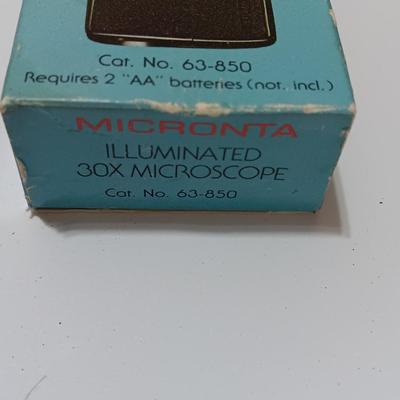 Cat. No. 63-850
Requires 2 "AA" batteries (not. incl.)
MICRONTA
ILLUMINATED
30X MICROSCOPE
Cat. No. 63-850